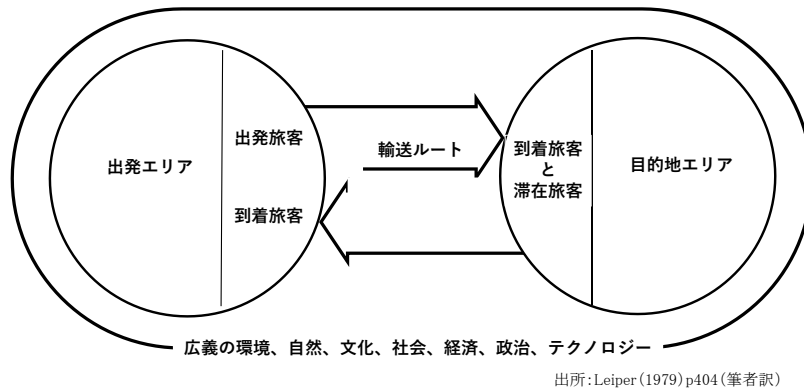 出発エリア
出発旅客
到着旅客
輸送ルート
到着旅客
と
滞在旅客
目的地エリア
広義の環境、自然、文化、社会、経済、政治、テクノロジー
出所：Leiper（1979）p404（筆者訳）